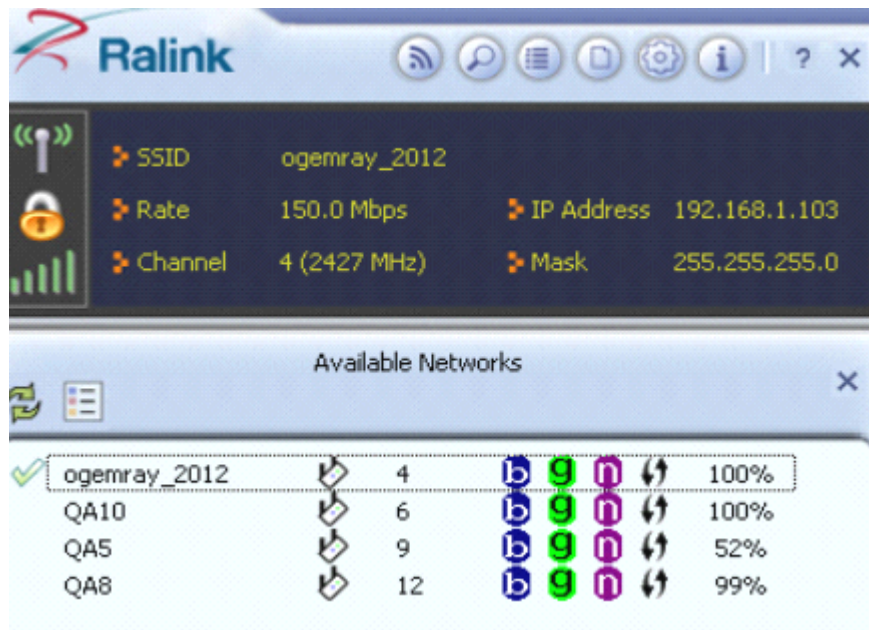 Ralink
i ? ×
SSID ogemray_2012
Rate 150.0 Mbps IP Address 192.168.1.103
Channel 4 (2427 MHz) Mask 255.255.255.0
Available Networks
×
ogemray_2012 4 b g n 100%
QA10 6 b g n 100%
QA5 9 b g n 52%
QA8 12 b g n 99%